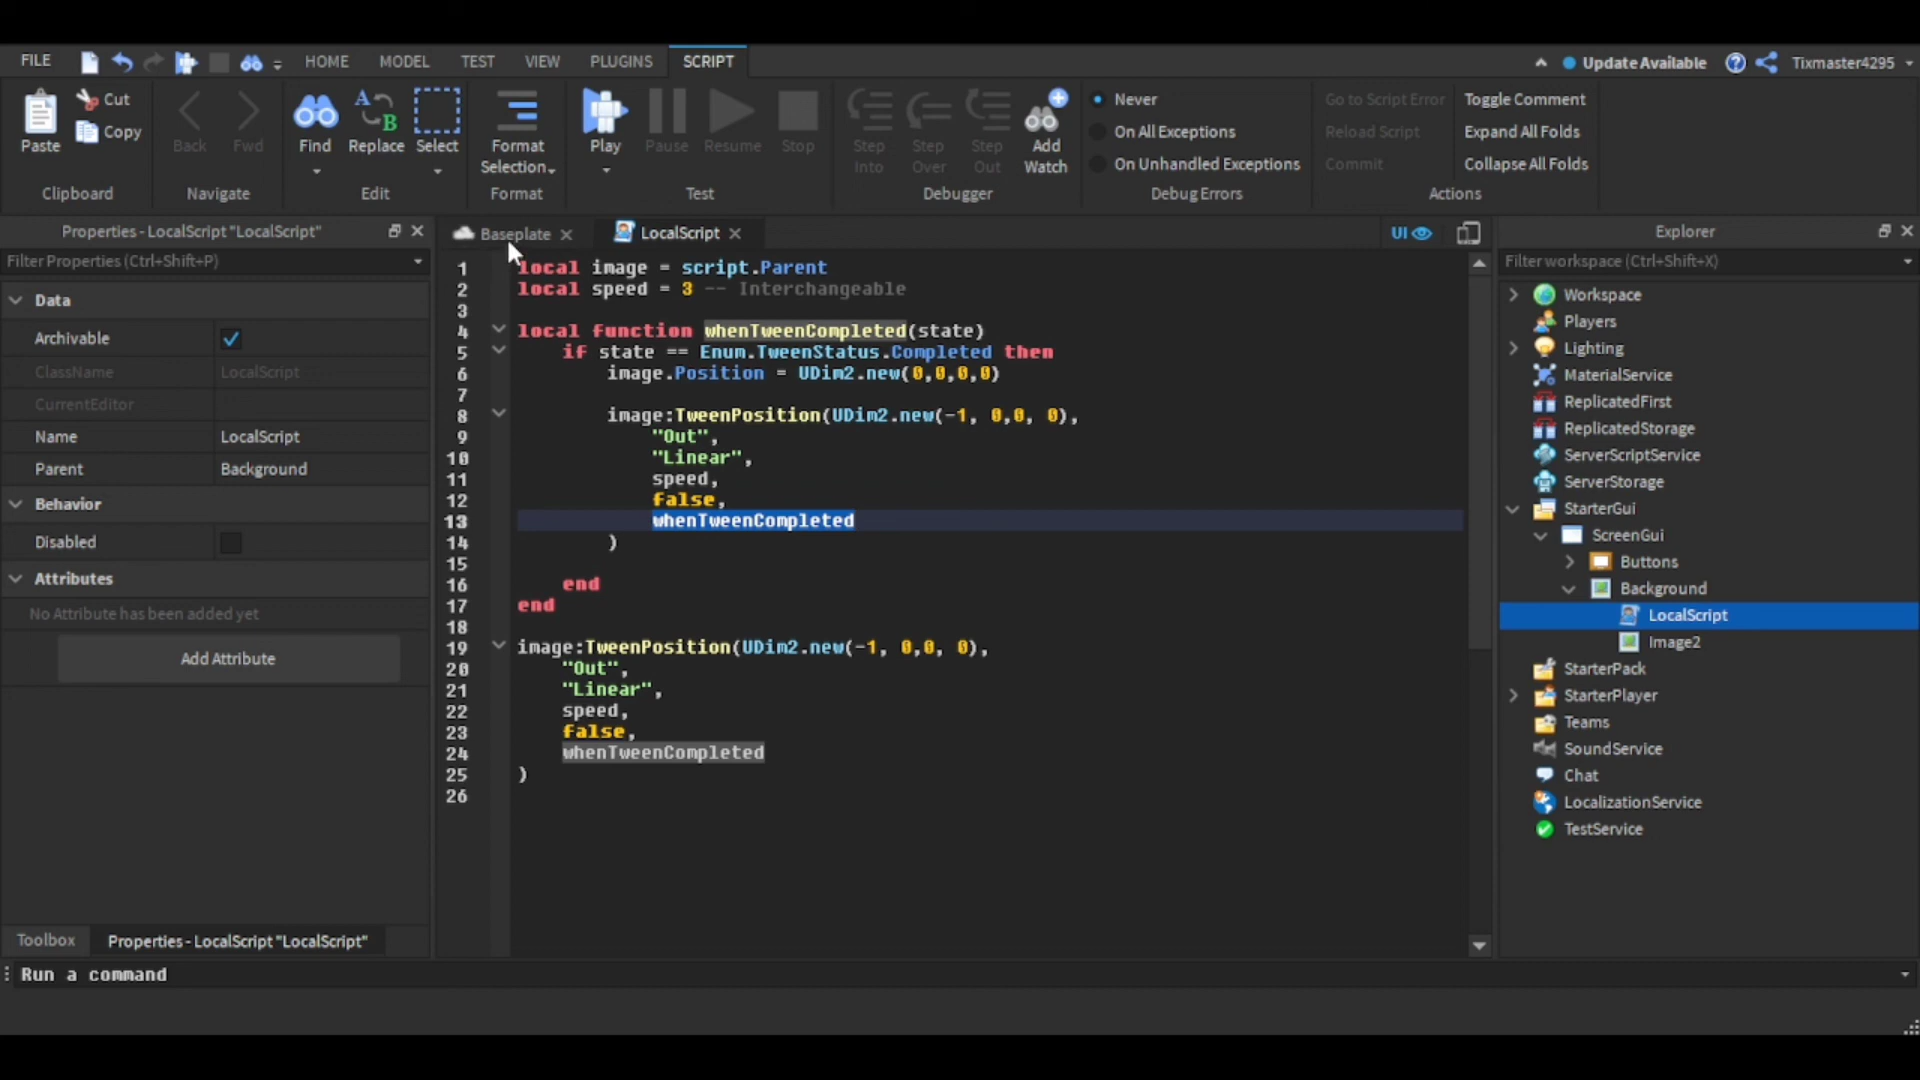 FILE HOME MODEL TEST VIEW PLUGINS SCRIPT Update Available Tixmaster4295
Paste Cut Copy Clipboard
Back Fwd Navigate
Find Replace Select Edit
Format Selection Format
Play Pause Resume Stop Test
Step Into Step Over Step Out Add Watch Debugger
Never
On All Exceptions
On Unhandled Exceptions
Debug Errors
Go to Script Error Toggle Comment
Reload Script Expand All Folds
Commit Collapse All Folds
Actions
Properties - LocalScript "LocalScript"
Filter Properties (Ctrl+Shift+P)
Data
Archivable
ClassName LocalScript
CurrentEditor
Name LocalScript
Parent Background
Behavior
Disabled
Attributes
No Attribute has been added yet
Add Attribute
Toolbox Properties - LocalScript "LocalScript"
Baseplate LocalScript UI
1 local image = script.Parent
2 local speed = 3 -- Interchangeable
3
4 local function whenTweenCompleted(state)
5 if state == Enum.TweenStatus.Completed then
6 image.Position = UDim2.new(0,0,0,0)
7
8 image:TweenPosition(UDim2.new(-1, 0,0, 0),
9 "Out",
10 "Linear",
11 speed,
12 false,
13 whenTweenCompleted
14 )
15
16 end
17 end
18
19 image:TweenPosition(UDim2.new(-1, 0,0, 0),
20 "Out",
21 "Linear",
22 speed,
23 false,
24 whenTweenCompleted
25 )
26
Explorer
Filter workspace (Ctrl+Shift+X)
Workspace
Players
Lighting
MaterialService
ReplicatedFirst
ReplicatedStorage
ServerScriptService
ServerStorage
StarterGui
ScreenGui
Buttons
Background
LocalScript
Image2
StarterPack
StarterPlayer
Teams
SoundService
Chat
LocalizationService
TestService
Run a command